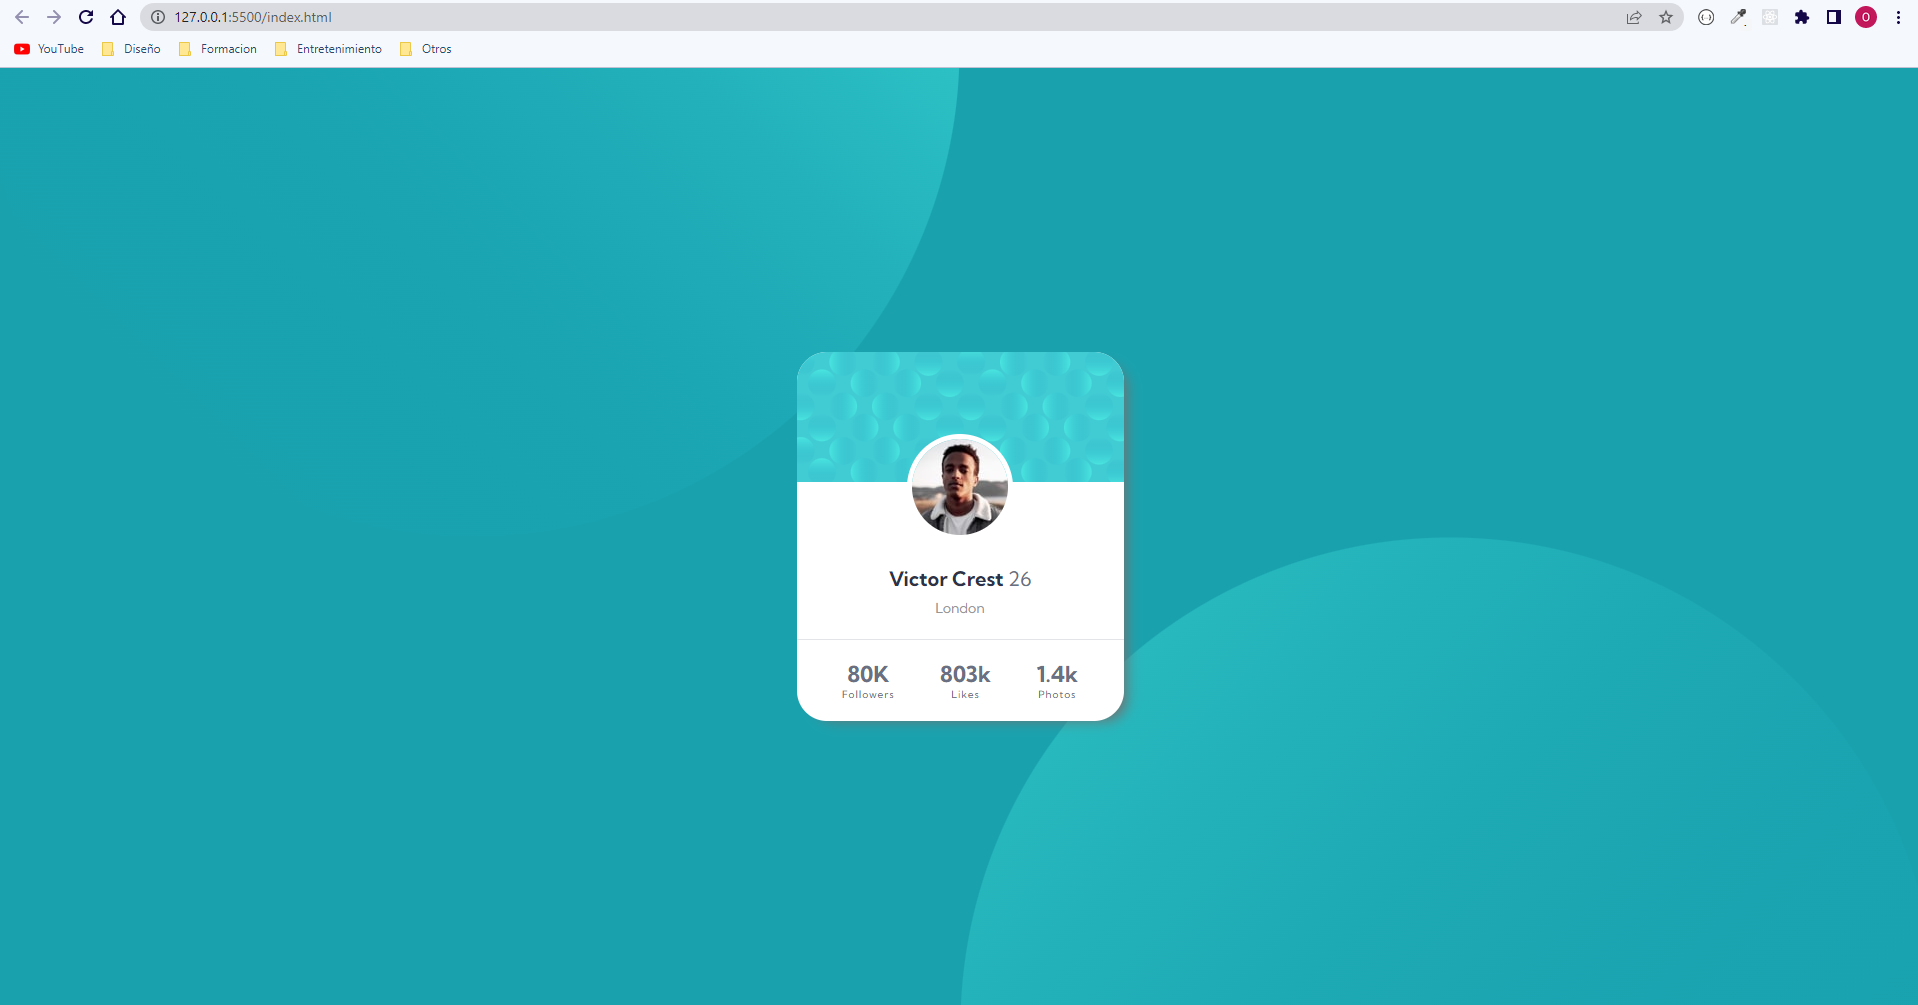 127.0.0.1:5500/index.html
O
YouTube Diseño Formacion Entretenimiento Otros
Victor Crest 26
London
80K 803k 1.4k
Followers Likes Photos